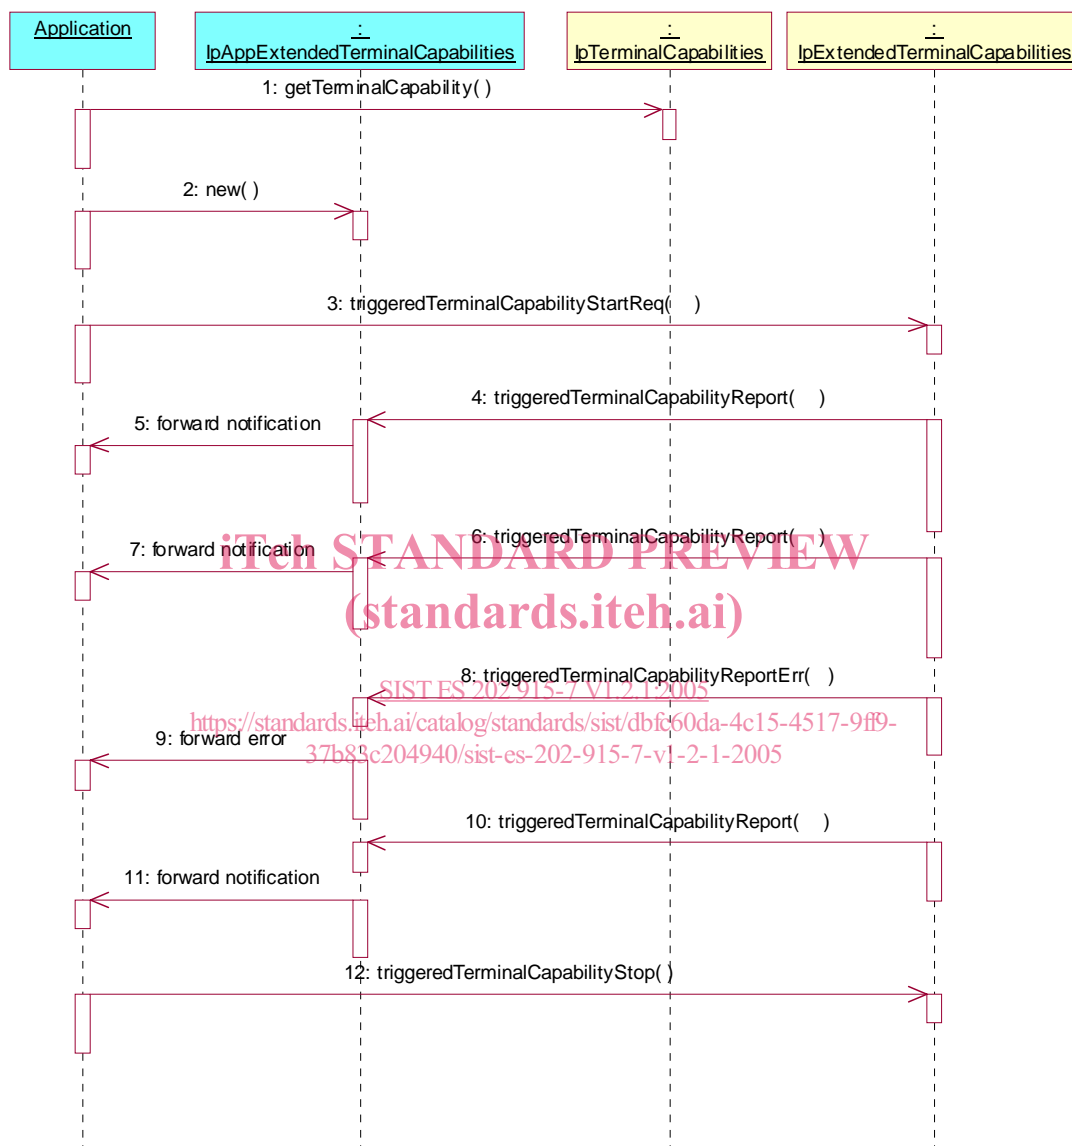 Application
:
IpAppExtendedTerminalCapabilities
:
IpTerminalCapabilities
:
IpExtendedTerminalCapabilities
1: getTerminalCapability( )
2: new( )
3: triggeredTerminalCapabilityStartReq( )
4: triggeredTerminalCapabilityReport( )
5: forward notification
6: triggeredTerminalCapabilityReport( )
7: forward notification
iTeh STANDARD PREVIEW
(standards.iteh.ai)
8: triggeredTerminalCapabilityReportErr( )
SIST ES 202 915-7 V1.2.1:2005
https://standards.iteh.ai/catalog/standards/sist/dbfc60da-4c15-4517-9ff9-
9: forward error
37b83c204940/sist-es-202-915-7-v1-2-1-2005
10: triggeredTerminalCapabilityReport( )
11: forward notification
12: triggeredTerminalCapabilityStop( )